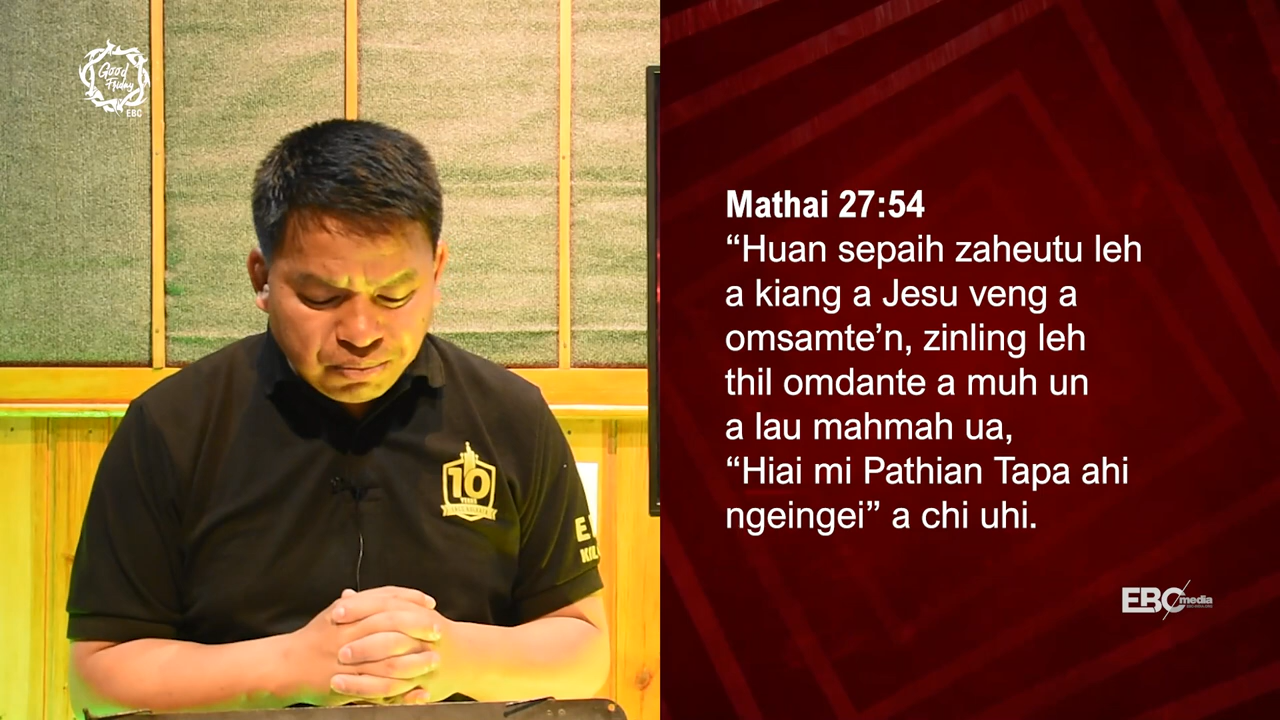 Good
Friday
EBC
10
YEARS
Mathai 27:54
“Huan sepaih zaheutu leh
a kiang a Jesu veng a
omsamte’n, zinling leh
thil omdante a muh un
a lau mahmah ua,
“Hiai mi Pathian Tapa ahi
ngeingei” a chi uhi.
EBC media